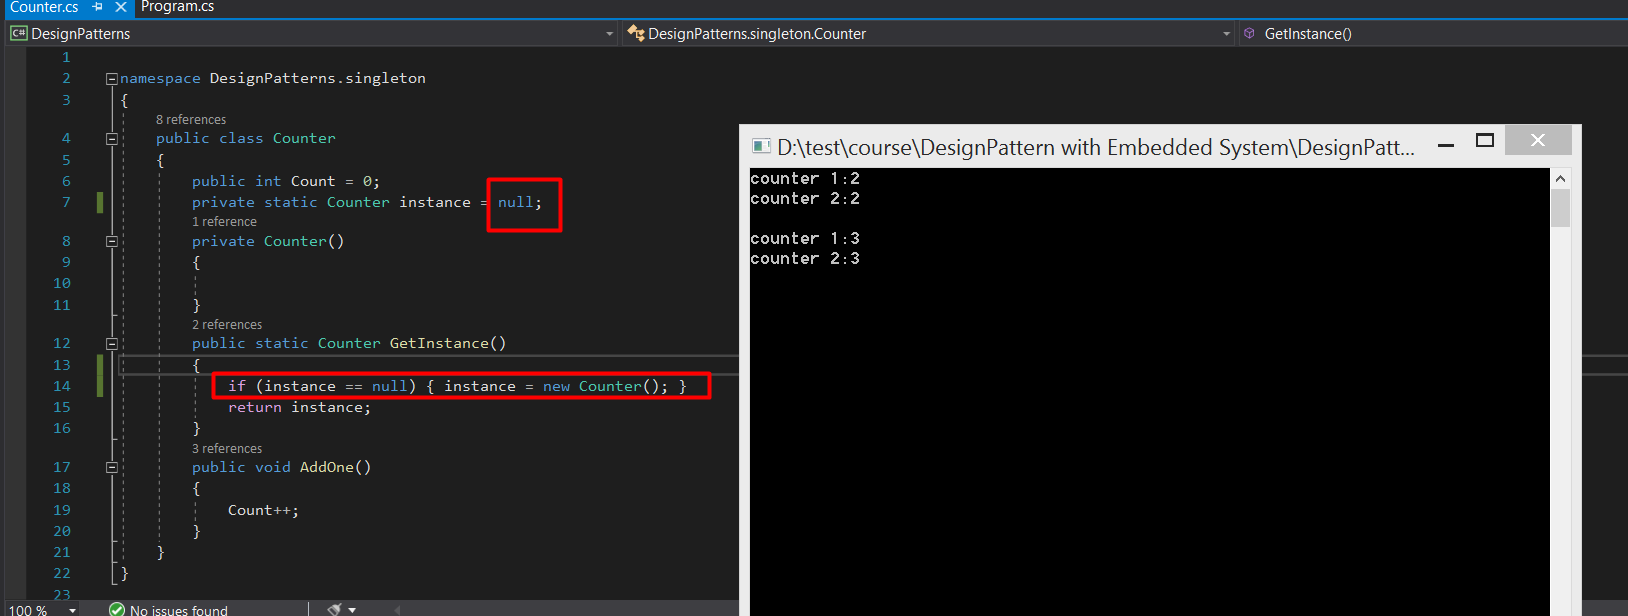 Counter.cs
Program.cs
C# DesignPatterns
DesignPatterns.singleton.Counter
GetInstance()
1
2 namespace DesignPatterns.singleton
3 {
8 references
4 public class Counter
5 {
6 public int Count = 0;
7 private static Counter instance = null;
1 reference
8 private Counter()
9 {
10
11 }
2 references
12 public static Counter GetInstance()
13 {
14 if (instance == null) { instance = new Counter(); }
15 return instance;
16 }
3 references
17 public void AddOne()
18 {
19 Count++;
20 }
21 }
22 }
23
100 %
No issues found
D:\test\course\DesignPattern with Embedded System\DesignPatt...
counter 1:2
counter 2:2
counter 1:3
counter 2:3